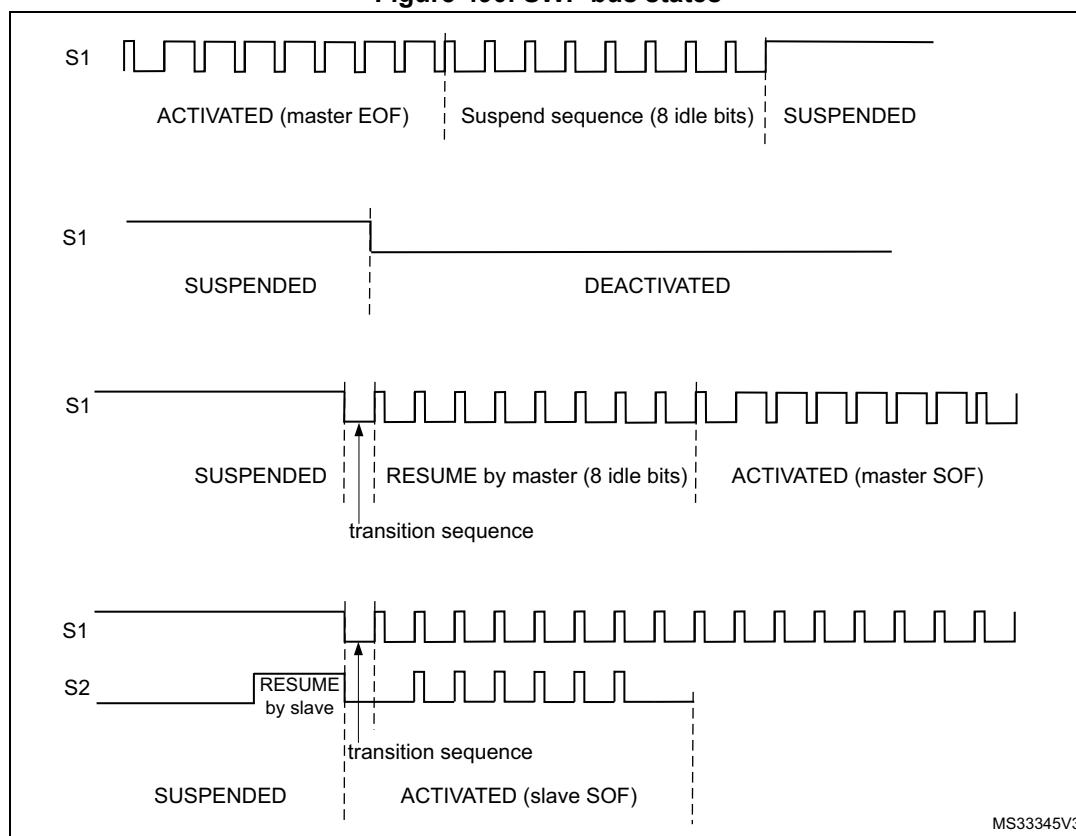 S1
ACTIVATED (master EOF) Suspend sequence (8 idle bits) SUSPENDED
S1
SUSPENDED DEACTIVATED
S1
SUSPENDED RESUME by master (8 idle bits) ACTIVATED (master SOF)
transition sequence
S1
S2
RESUME
by slave
transition sequence
SUSPENDED ACTIVATED (slave SOF)
MS33345V3